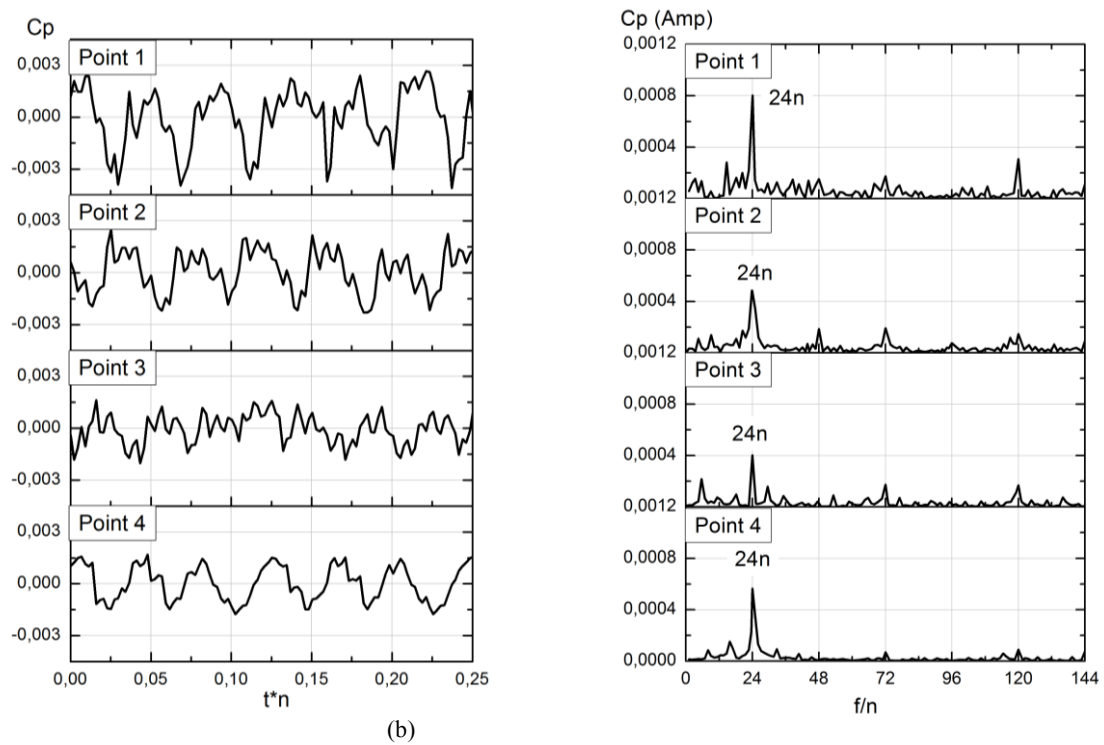 Cp
Point 1
0,003
0,000
-0,003
Point 2
0,003
0,000
-0,003
Point 3
0,003
0,000
-0,003
Point 4
0,003
0,000
-0,003
0,00 0,05 0,10 0,15 0,20 0,25
t*n
(b)
Cp (Amp)
0,0012
Point 1
0,0008
24n
0,0004
0,0012
Point 2
0,0008
24n
0,0004
0,0012
Point 3
0,0008
24n
0,0004
0,0012
Point 4
0,0008
24n
0,0004
0,0000
0 24 48 72 96 120 144
f/n